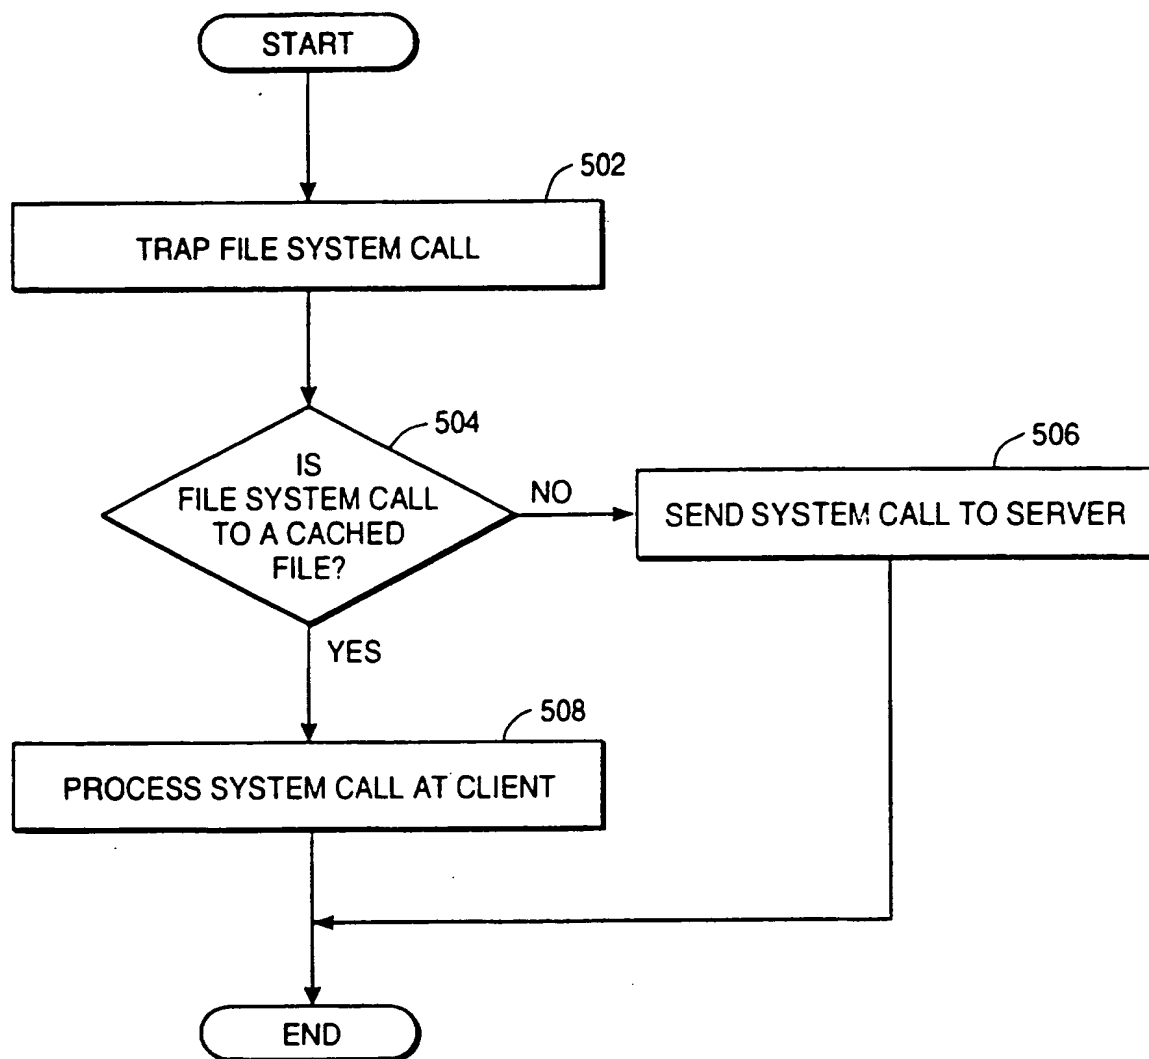 START
502
TRAP FILE SYSTEM CALL
504
IS
FILE SYSTEM CALL
TO A CACHED
FILE?
NO
506
SEND SYSTEM CALL TO SERVER
YES
508
PROCESS SYSTEM CALL AT CLIENT
END